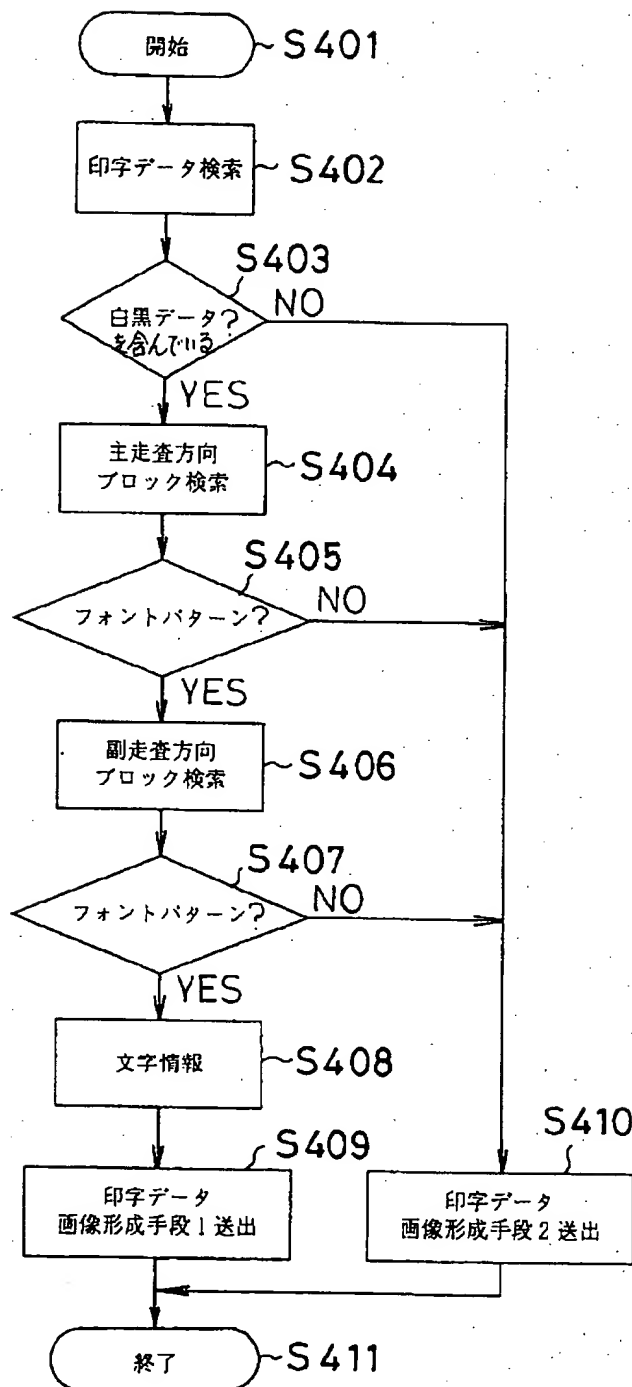 開始
S401
印字データ検索
S402
S403
白黒データ?
を含んでいる
NO
YES
主走査方向
ブロック検索
S404
S405
フォントパターン?
NO
YES
副走査方向
ブロック検索
S406
S407
フォントパターン?
NO
YES
文字情報
S408
S409
印字データ
画像形成手段1送出
S410
印字データ
画像形成手段2送出
終了
S411